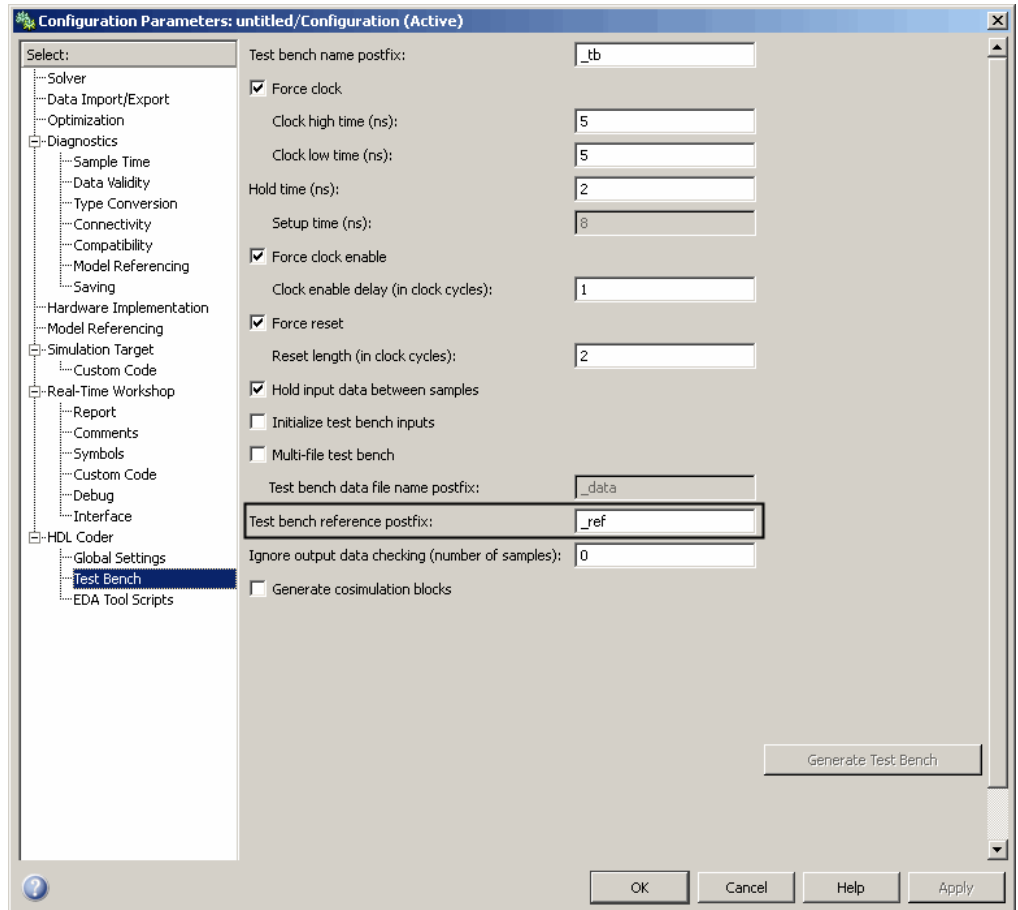 Configuration Parameters: untitled/Configuration (Active)
Select:
Solver
Data Import/Export
Optimization
Diagnostics
Sample Time
Data Validity
Type Conversion
Connectivity
Compatibility
Model Referencing
Saving
Hardware Implementation
Model Referencing
Simulation Target
Custom Code
Real-Time Workshop
Report
Comments
Symbols
Custom Code
Debug
Interface
HDL Coder
Global Settings
Test Bench
EDA Tool Scripts
Test bench name postfix: _tb
Force clock
Clock high time (ns): 5
Clock low time (ns): 5
Hold time (ns): 2
Setup time (ns): 8
Force clock enable
Clock enable delay (in clock cycles): 1
Force reset
Reset length (in clock cycles): 2
Hold input data between samples
Initialize test bench inputs
Multi-file test bench
Test bench data file name postfix: _data
Test bench reference postfix: _ref
Ignore output data checking (number of samples): 0
Generate cosimulation blocks
Generate Test Bench
OK Cancel Help Apply